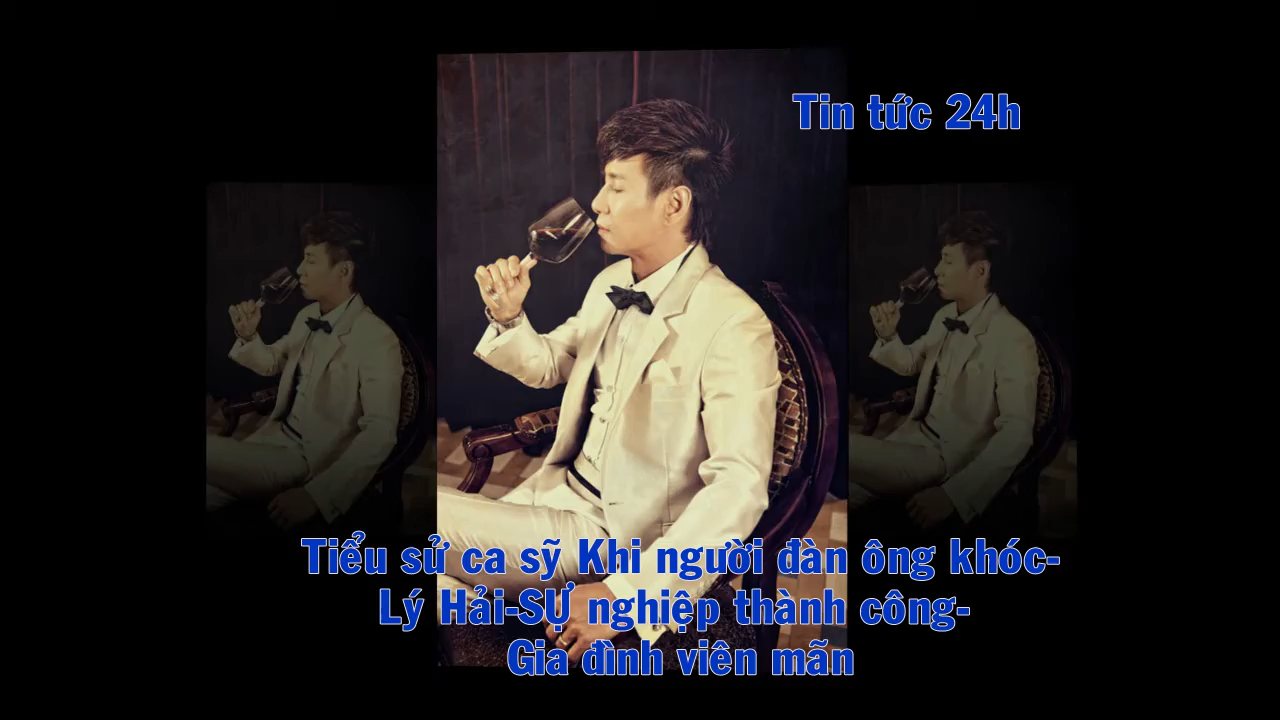 Tin tức 24h
Tiểu sử ca sỹ Khi người đàn ông khóc-
Lý Hải-SỰ nghiệp thành công-
Gia đình viên mãn